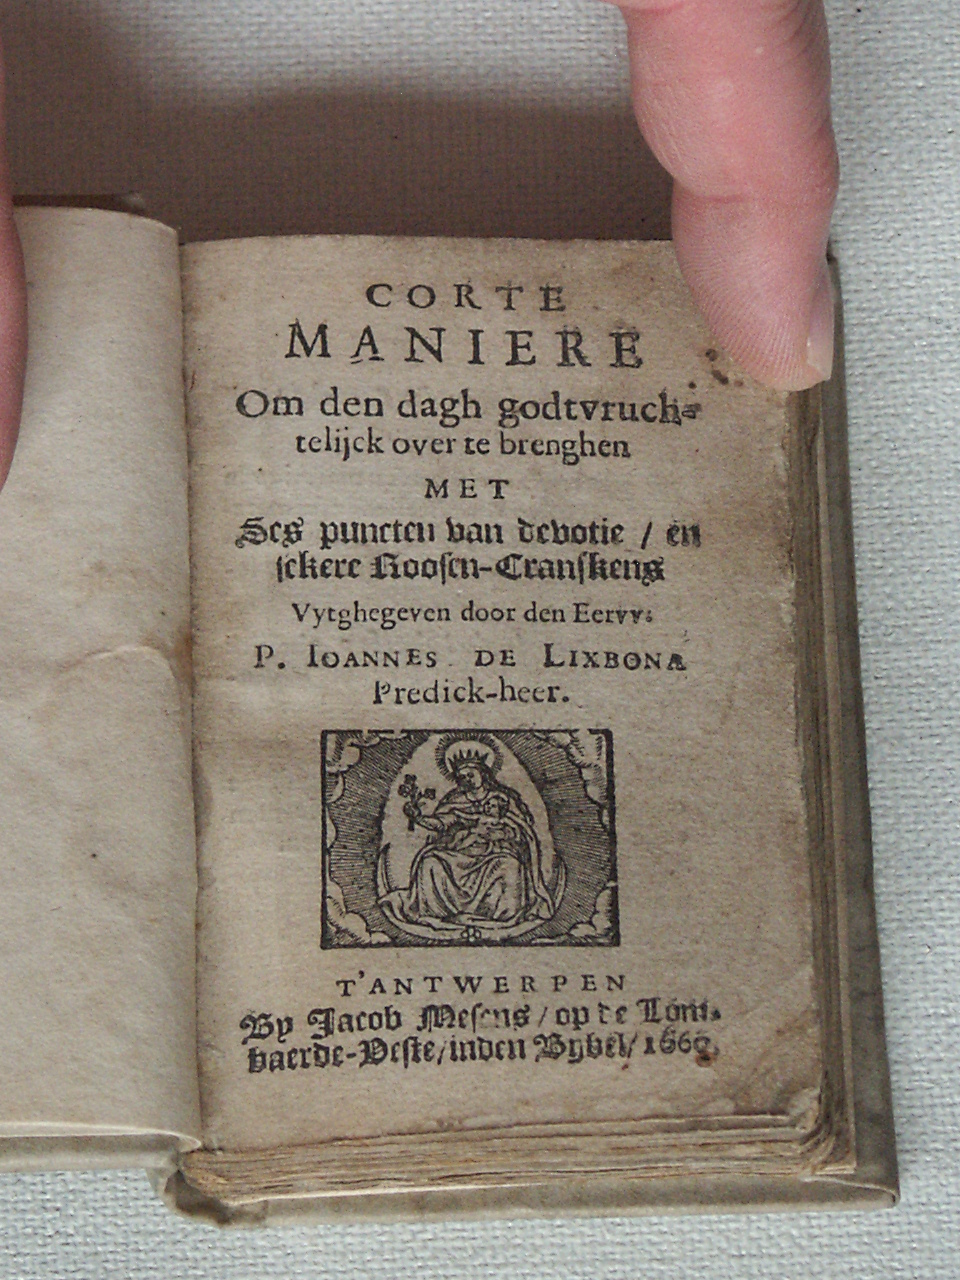 CORTE
MANIERE
Om den dagh godtvruch-
telijck over te brenghen
MET
Ses puncten van devotie / en
sekere Roosen-Cranskens
Vytghegeven door den Eervv:
P. IOANNES DE LIXBONA
Predick-heer.
T'ANTWERPEN
By Jacob Mesens / op de Lom-
baerde-Veste / inden Bybel /